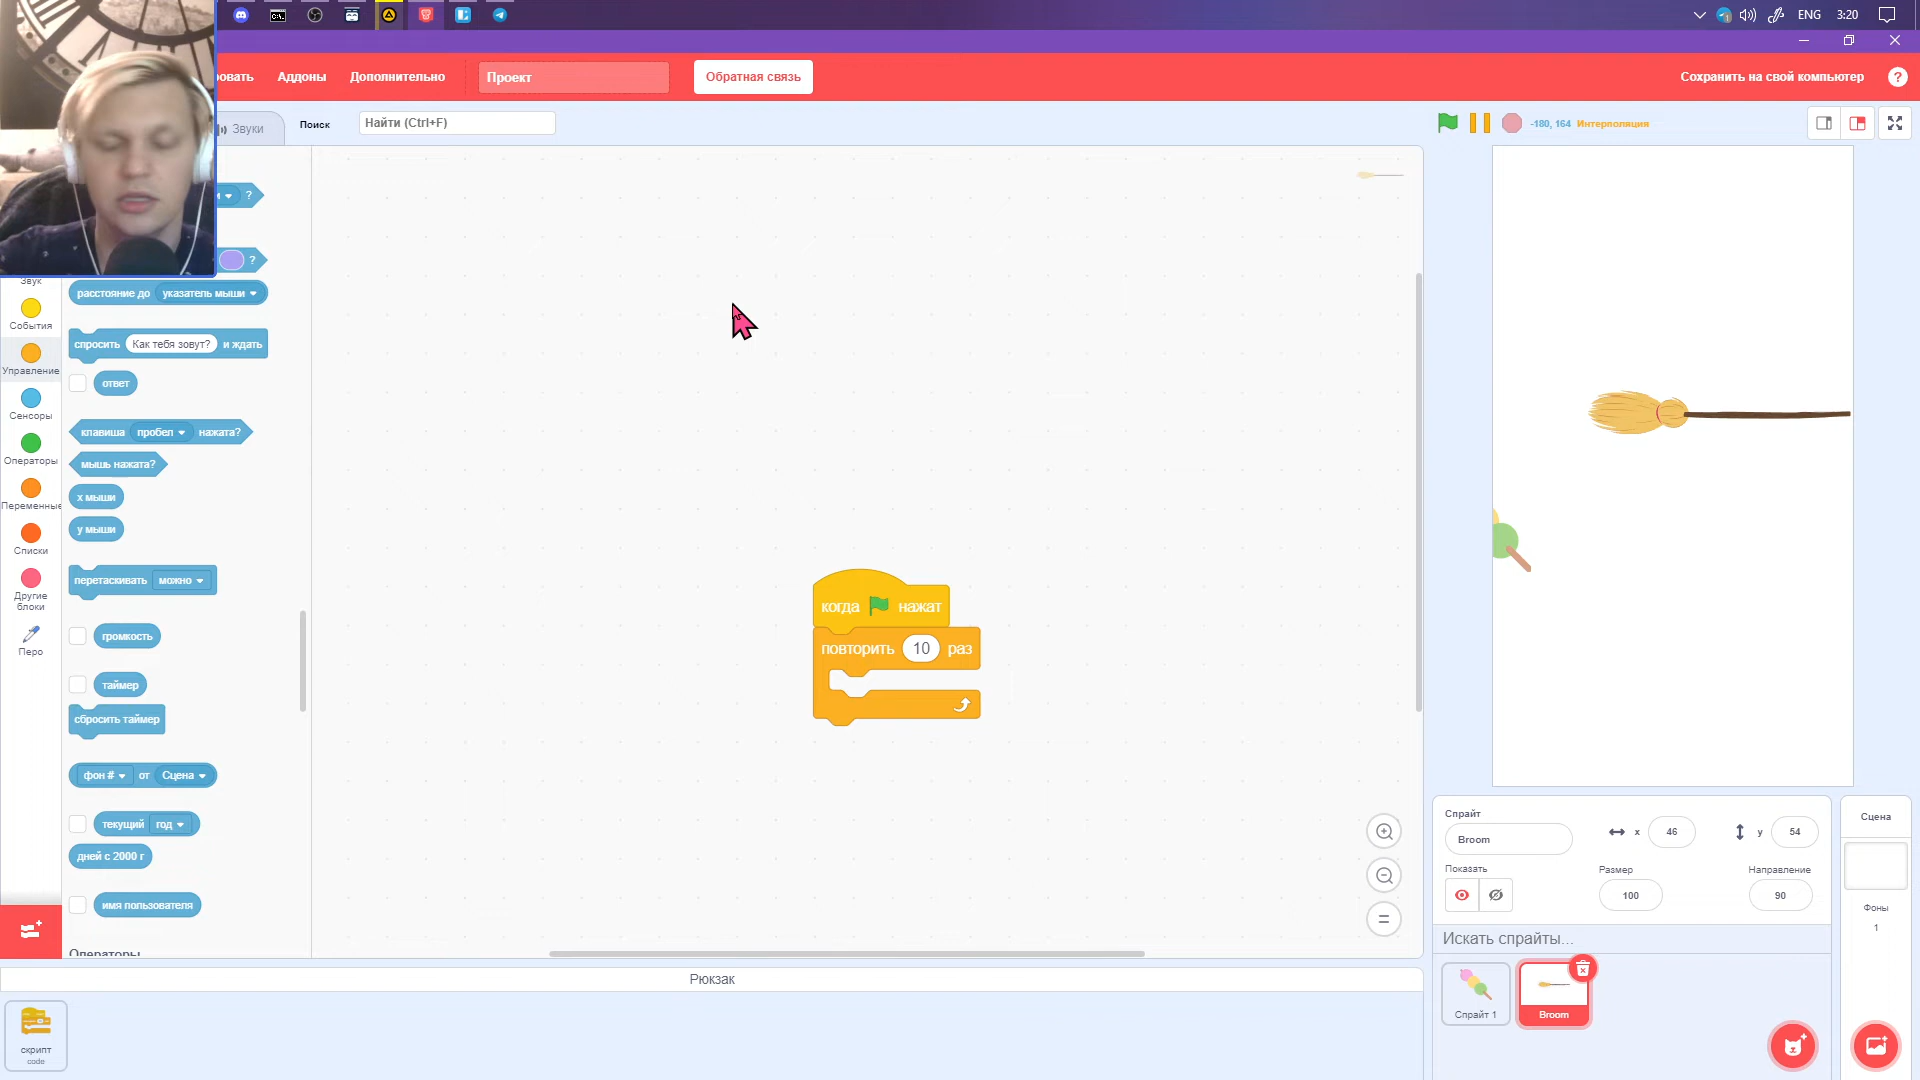 ENG
3:20
ровать
Аддоны
Дополнительно
Проект
Обратная связь
Сохранить на свой компьютер
?
Звуки
Поиск
Найти (Ctrl+F)
-180, 164
Интерполяция
?
?
расстояние до указатель мыши
спросить Как тебя зовут? и ждать
ответ
клавиша пробел нажата?
мышь нажата?
x мыши
y мыши
перетаскивать можно
громкость
таймер
сбросить таймер
фон # от Сцена
текущий год
дней с 2000 г
имя пользователя
Операторы
Звук
События
Управление
Сенсоры
Операторы
Переменные
Списки
Другие
блоки
Перо
когда нажат
повторить 10 раз
Спрайт
Broom
x 46
y 54
Показать
Размер
100
Направление
90
Искать спрайты...
Спрайт 1
Broom
Сцена
Фоны
1
Рюкзак
скрипт
code